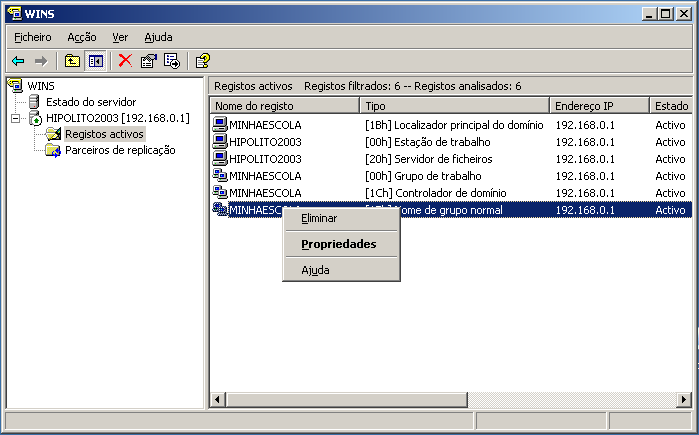 WINS
Ficheiro Acção Ver Ajuda
WINS
Estado do servidor
HIPOLITO2003 [192.168.0.1]
Registos activos
Parceiros de replicação
Registos activos Registos filtrados: 6 -- Registos analisados: 6
Nome do registo Tipo Endereço IP Estado
MINHAESCOLA [1Bh] Localizador principal do domínio 192.168.0.1 Activo
HIPOLITO2003 [00h] Estação de trabalho 192.168.0.1 Activo
HIPOLITO2003 [20h] Servidor de ficheiros 192.168.0.1 Activo
MINHAESCOLA [00h] Grupo de trabalho 192.168.0.1 Activo
MINHAESCOLA [1Ch] Controlador de domínio 192.168.0.1 Activo
MINHAESCOLA Nome de grupo normal 192.168.0.1 Activo
Eliminar
Propriedades
Ajuda